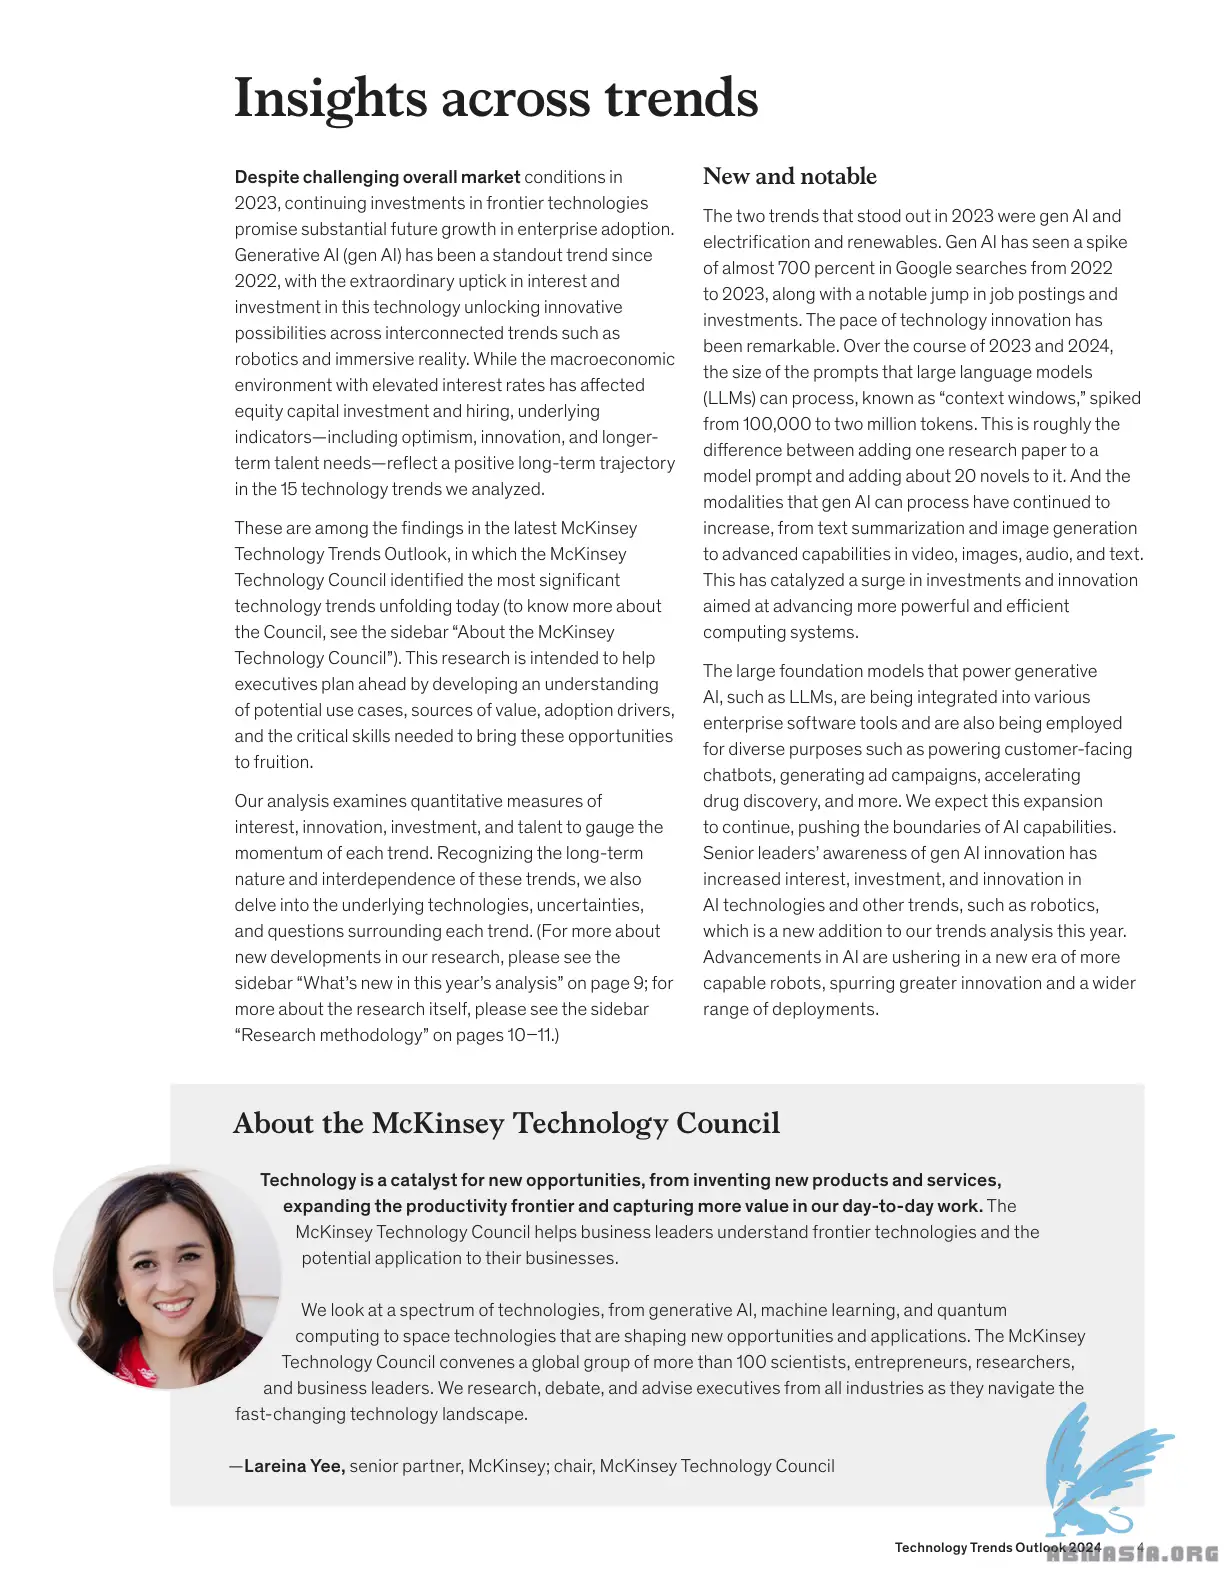 Insights across trends
Despite challenging overall market conditions in
2023, continuing investments in frontier technologies
promise substantial future growth in enterprise adoption.
Generative AI (gen AI) has been a standout trend since
2022, with the extraordinary uptick in interest and
investment in this technology unlocking innovative
possibilities across interconnected trends such as
robotics and immersive reality. While the macroeconomic
environment with elevated interest rates has affected
equity capital investment and hiring, underlying
indicators—including optimism, innovation, and longer-
term talent needs—reflect a positive long-term trajectory
in the 15 technology trends we analyzed.
These are among the findings in the latest McKinsey
Technology Trends Outlook, in which the McKinsey
Technology Council identified the most significant
technology trends unfolding today (to know more about
the Council, see the sidebar “About the McKinsey
Technology Council”). This research is intended to help
executives plan ahead by developing an understanding
of potential use cases, sources of value, adoption drivers,
and the critical skills needed to bring these opportunities
to fruition.
Our analysis examines quantitative measures of
interest, innovation, investment, and talent to gauge the
momentum of each trend. Recognizing the long-term
nature and interdependence of these trends, we also
delve into the underlying technologies, uncertainties,
and questions surrounding each trend. (For more about
new developments in our research, please see the
sidebar “What’s new in this year’s analysis” on page 9; for
more about the research itself, please see the sidebar
“Research methodology” on pages 10–11.)
New and notable
The two trends that stood out in 2023 were gen AI and
electrification and renewables. Gen AI has seen a spike
of almost 700 percent in Google searches from 2022
to 2023, along with a notable jump in job postings and
investments. The pace of technology innovation has
been remarkable. Over the course of 2023 and 2024,
the size of the prompts that large language models
(LLMs) can process, known as “context windows,” spiked
from 100,000 to two million tokens. This is roughly the
difference between adding one research paper to a
model prompt and adding about 20 novels to it. And the
modalities that gen AI can process have continued to
increase, from text summarization and image generation
to advanced capabilities in video, images, audio, and text.
This has catalyzed a surge in investments and innovation
aimed at advancing more powerful and efficient
computing systems.
The large foundation models that power generative
AI, such as LLMs, are being integrated into various
enterprise software tools and are also being employed
for diverse purposes such as powering customer-facing
chatbots, generating ad campaigns, accelerating
drug discovery, and more. We expect this expansion
to continue, pushing the boundaries of AI capabilities.
Senior leaders’ awareness of gen AI innovation has
increased interest, investment, and innovation in
AI technologies and other trends, such as robotics,
which is a new addition to our trends analysis this year.
Advancements in AI are ushering in a new era of more
capable robots, spurring greater innovation and a wider
range of deployments.
About the McKinsey Technology Council
Technology is a catalyst for new opportunities, from inventing new products and services,
expanding the productivity frontier and capturing more value in our day-to-day work. The
McKinsey Technology Council helps business leaders understand frontier technologies and the
potential application to their businesses.
We look at a spectrum of technologies, from generative AI, machine learning, and quantum
computing to space technologies that are shaping new opportunities and applications. The McKinsey
Technology Council convenes a global group of more than 100 scientists, entrepreneurs, researchers,
and business leaders. We research, debate, and advise executives from all industries as they navigate the
fast-changing technology landscape.
—Lareina Yee, senior partner, McKinsey; chair, McKinsey Technology Council
Technology Trends Outlook 2024 4
ABNASIA.ORG